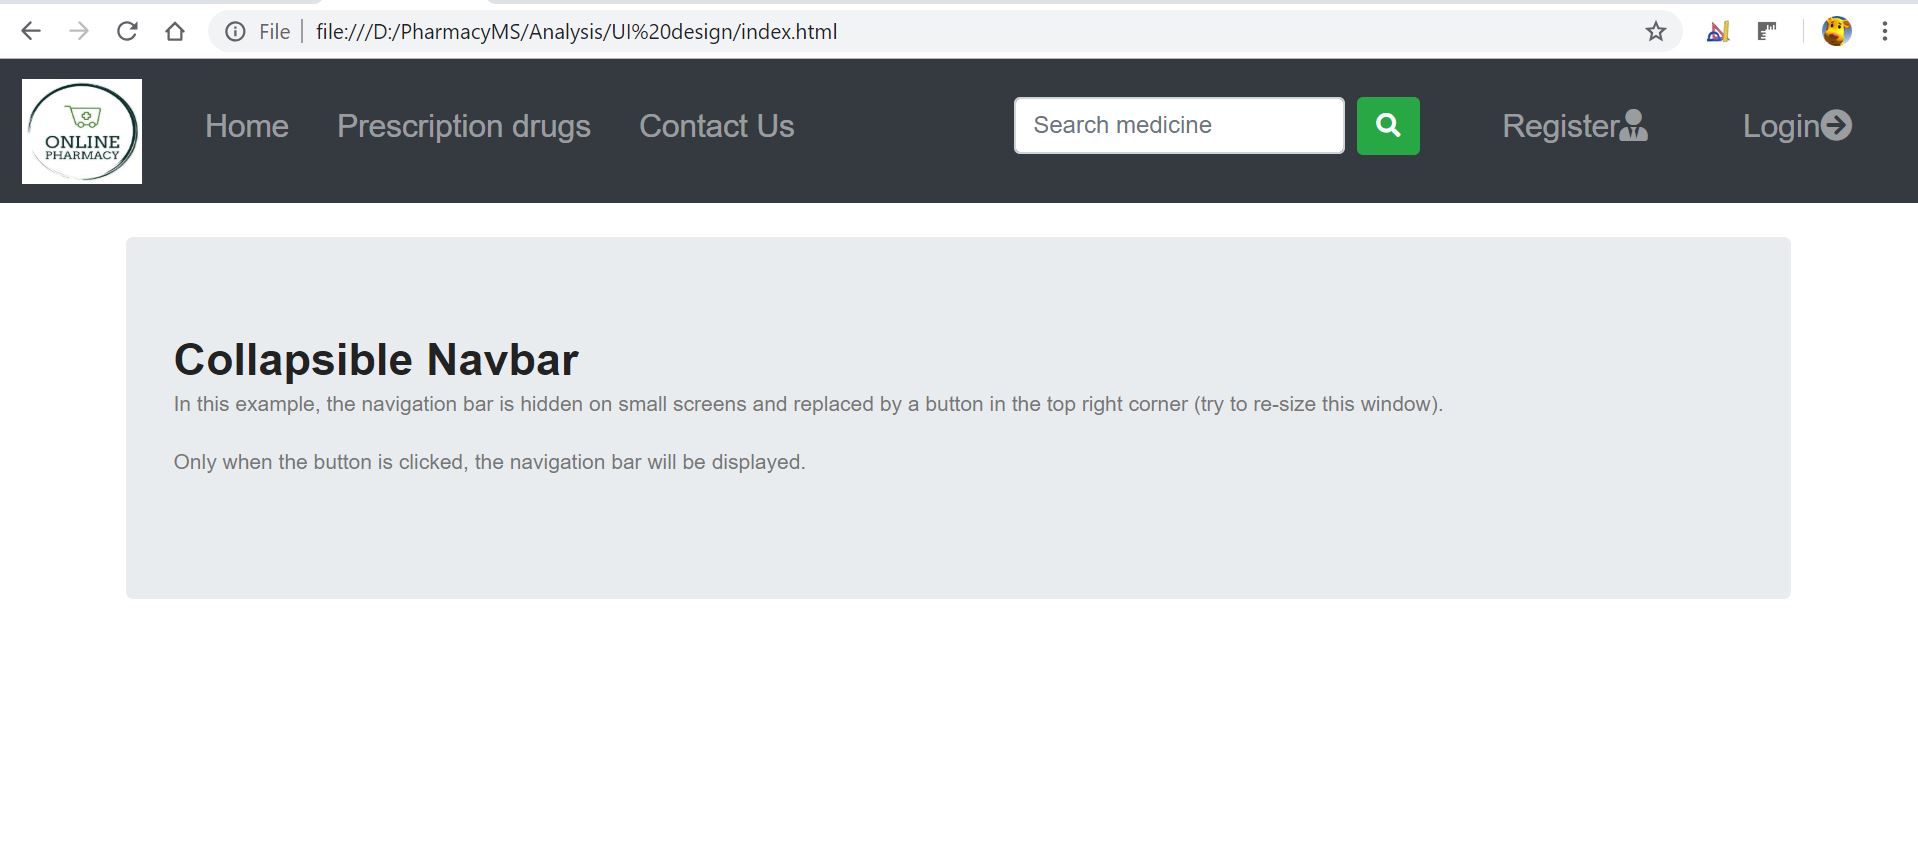 File file:///D:/PharmacyMS/Analysis/UI%20design/index.html
ONLINE
PHARMACY
Home Prescription drugs Contact Us Search medicine Register Login
Collapsible Navbar
In this example, the navigation bar is hidden on small screens and replaced by a button in the top right corner (try to re-size this window).
Only when the button is clicked, the navigation bar will be displayed.